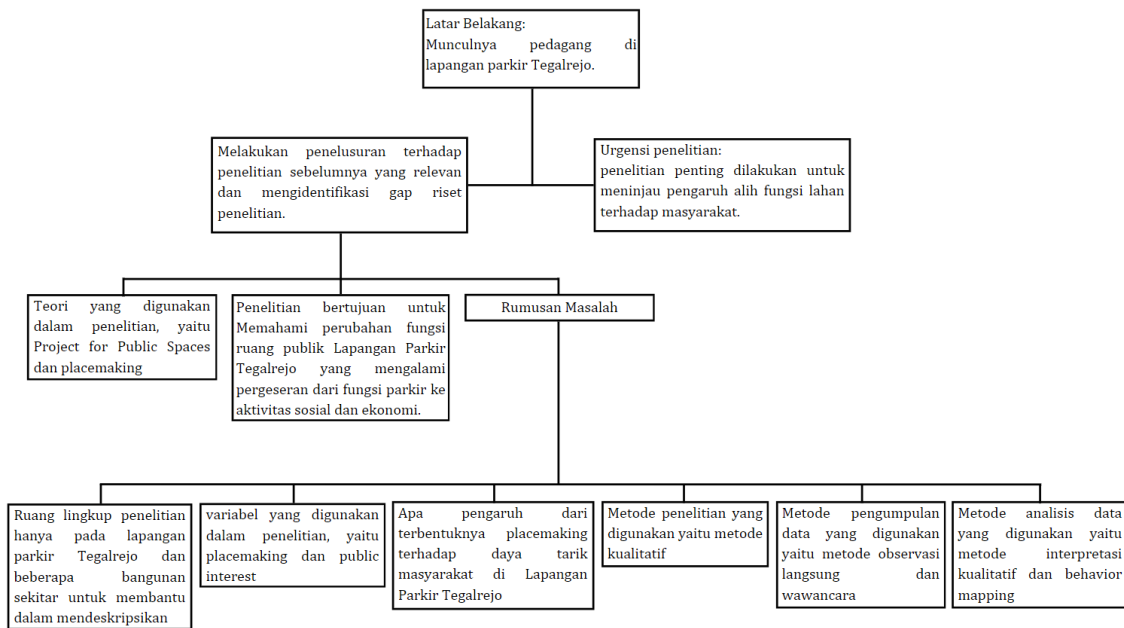 Latar Belakang:
Munculnya pedagang di
lapangan parkir Tegalrejo.
Melakukan penelusuran terhadap
penelitian sebelumnya yang relevan
dan mengidentifikasi gap riset
penelitian.
Urgensi penelitian:
penelitian penting dilakukan untuk
meninjau pengaruh alih fungsi lahan
terhadap masyarakat.
Teori yang digunakan
dalam penelitian, yaitu
Project for Public Spaces
dan placemaking
Penelitian bertujuan untuk
Memahami perubahan fungsi
ruang publik Lapangan Parkir
Tegalrejo yang mengalami
pergeseran dari fungsi parkir ke
aktivitas sosial dan ekonomi.
Rumusan Masalah
Ruang lingkup penelitian
hanya pada lapangan
parkir Tegalrejo dan
beberapa bangunan
sekitar untuk membantu
dalam mendeskripsikan
variabel yang digunakan
dalam penelitian, yaitu
placemaking dan public
interest
Apa pengaruh dari
terbentuknya placemaking
terhadap daya tarik
masyarakat di Lapangan
Parkir Tegalrejo
Metode penelitian yang
digunakan yaitu metode
kualitatif
Metode pengumpulan
data yang digunakan
yaitu metode observasi
langsung dan
wawancara
Metode analisis data
yang digunakan yaitu
metode interpretasi
kualitatif dan behavior
mapping